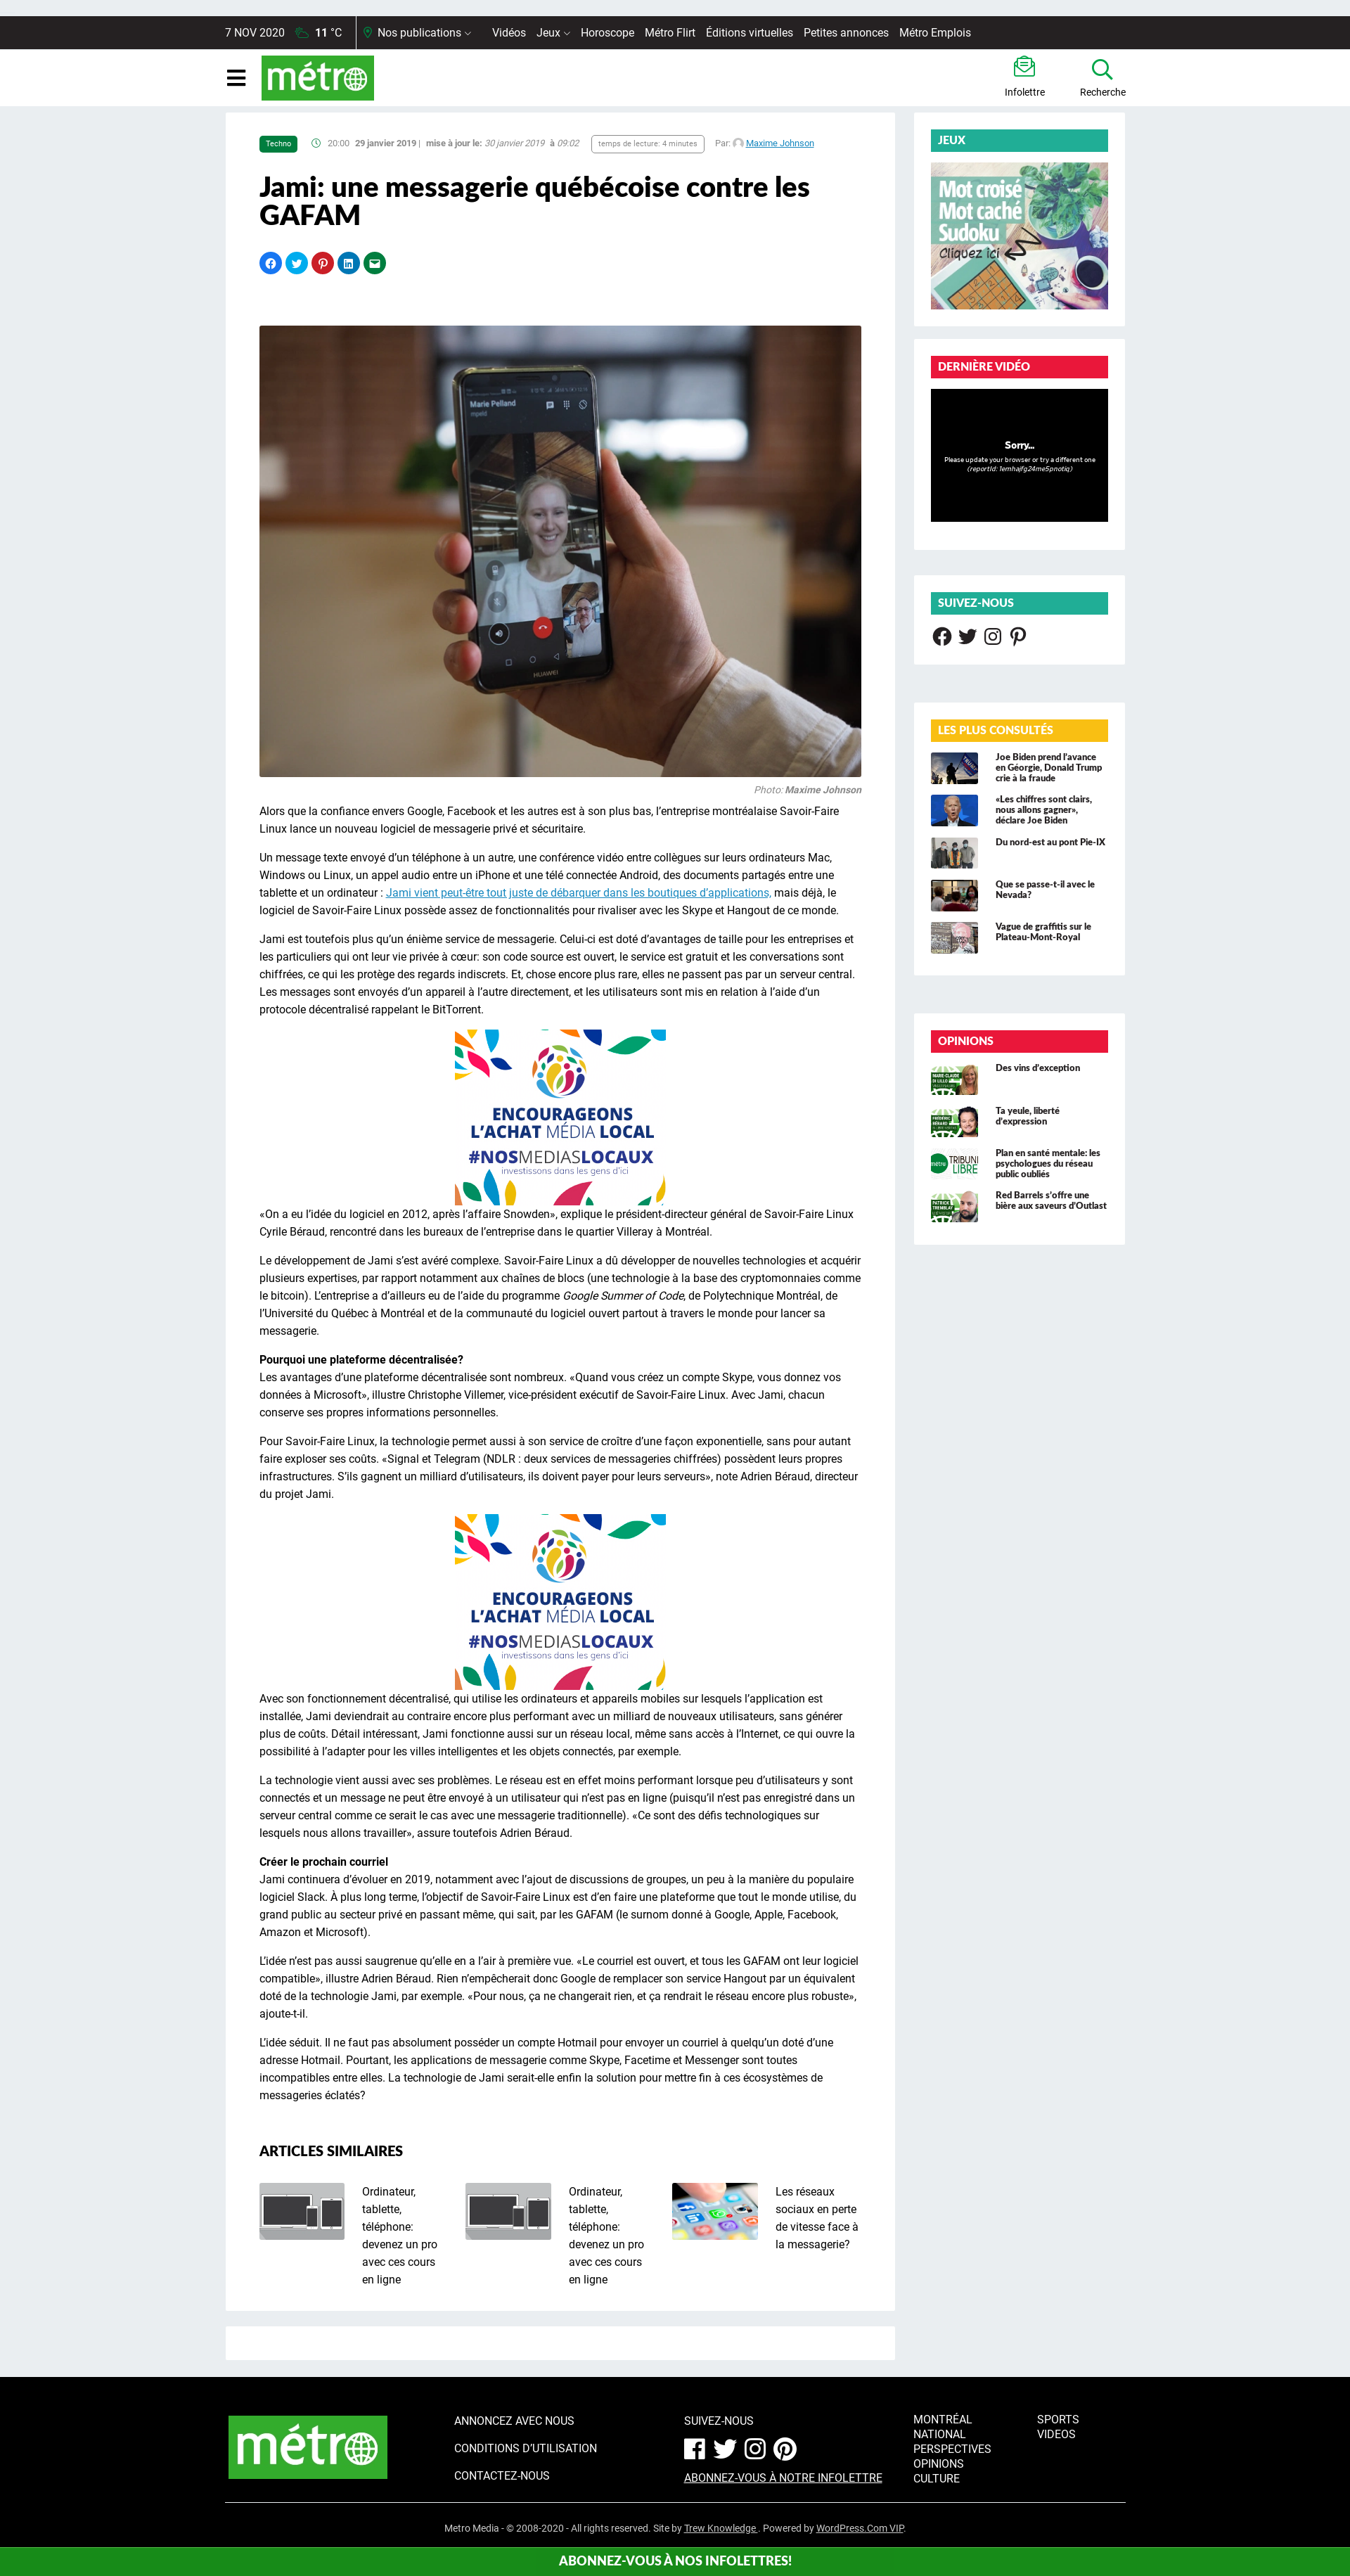 7 NOV 2020 11 °C Nos publications Vidéos Jeux Horoscope Métro Flirt Éditions virtuelles Petites annonces Métro Emplois
métro
Infolettre
Recherche
Techno 20:00 29 janvier 2019 | mise à jour le: 30 janvier 2019 à 09:02 temps de lecture: 4 minutes Par: Maxime Johnson
Jami: une messagerie québécoise contre les
GAFAM
Marie Pelland
HUAWEI
Photo: Maxime Johnson
Alors que la confiance envers Google, Facebook et les autres est à son plus bas, l’entreprise montréalaise Savoir-Faire
Linux lance un nouveau logiciel de messagerie privé et sécuritaire.
Un message texte envoyé d’un téléphone à un autre, une conférence vidéo entre collègues sur leurs ordinateurs Mac,
Windows ou Linux, un appel audio entre un iPhone et une télé connectée Android, des documents partagés entre une
tablette et un ordinateur : Jami vient peut-être tout juste de débarquer dans les boutiques d’applications, mais déjà, le
logiciel de Savoir-Faire Linux possède assez de fonctionnalités pour rivaliser avec les Skype et Hangout de ce monde.
Jami est toutefois plus qu’un énième service de messagerie. Celui-ci est doté d’avantages de taille pour les entreprises et
les particuliers qui ont leur vie privée à cœur: son code source est ouvert, le service est gratuit et les conversations sont
chiffrées, ce qui les protège des regards indiscrets. Et, chose encore plus rare, elles ne passent pas par un serveur central.
Les messages sont envoyés d’un appareil à l’autre directement, et les utilisateurs sont mis en relation à l’aide d’un
protocole décentralisé rappelant le BitTorrent.
ENCOURAGEONS
L’ACHAT MÉDIA LOCAL
#NOSMEDIASLOCAUX
investissons dans les gens d’ici
«On a eu l’idée du logiciel en 2012, après l’affaire Snowden», explique le président-directeur général de Savoir-Faire Linux
Cyrile Béraud, rencontré dans les bureaux de l’entreprise dans le quartier Villeray à Montréal.
Le développement de Jami s’est avéré complexe. Savoir-Faire Linux a dû développer de nouvelles technologies et acquérir
plusieurs expertises, par rapport notamment aux chaînes de blocs (une technologie à la base des cryptomonnaies comme
le bitcoin). L’entreprise a d’ailleurs eu de l’aide du programme Google Summer of Code, de Polytechnique Montréal, de
l’Université du Québec à Montréal et de la communauté du logiciel ouvert partout à travers le monde pour lancer sa
messagerie.
Pourquoi une plateforme décentralisée?
Les avantages d’une plateforme décentralisée sont nombreux. «Quand vous créez un compte Skype, vous donnez vos
données à Microsoft», illustre Christophe Villemer, vice-président exécutif de Savoir-Faire Linux. Avec Jami, chacun
conserve ses propres informations personnelles.
Pour Savoir-Faire Linux, la technologie permet aussi à son service de croître d’une façon exponentielle, sans pour autant
faire exploser ses coûts. «Signal et Telegram (NDLR : deux services de messageries chiffrées) possèdent leurs propres
infrastructures. S’ils gagnent un milliard d’utilisateurs, ils doivent payer pour leurs serveurs», note Adrien Béraud, directeur
du projet Jami.
ENCOURAGEONS
L’ACHAT MÉDIA LOCAL
#NOSMEDIASLOCAUX
investissons dans les gens d’ici
Avec son fonctionnement décentralisé, qui utilise les ordinateurs et appareils mobiles sur lesquels l’application est
installée, Jami deviendrait au contraire encore plus performant avec un milliard de nouveaux utilisateurs, sans générer
plus de coûts. Détail intéressant, Jami fonctionne aussi sur un réseau local, même sans accès à l’Internet, ce qui ouvre la
possibilité à l’adapter pour les villes intelligentes et les objets connectés, par exemple.
La technologie vient aussi avec ses problèmes. Le réseau est en effet moins performant lorsque peu d’utilisateurs y sont
connectés et un message ne peut être envoyé à un utilisateur qui n’est pas en ligne (puisqu’il n’est pas enregistré dans un
serveur central comme ce serait le cas avec une messagerie traditionnelle). «Ce sont des défis technologiques sur
lesquels nous allons travailler», assure toutefois Adrien Béraud.
Créer le prochain courriel
Jami continuera d’évoluer en 2019, notamment avec l’ajout de discussions de groupes, un peu à la manière du populaire
logiciel Slack. À plus long terme, l’objectif de Savoir-Faire Linux est d’en faire une plateforme que tout le monde utilise, du
grand public au secteur privé en passant même, qui sait, par les GAFAM (le surnom donné à Google, Apple, Facebook,
Amazon et Microsoft).
L’idée n’est pas aussi saugrenue qu’elle en a l’air à première vue. «Le courriel est ouvert, et tous les GAFAM ont leur logiciel
compatible», illustre Adrien Béraud. Rien n’empêcherait donc Google de remplacer son service Hangout par un équivalent
doté de la technologie Jami, par exemple. «Pour nous, ça ne changerait rien, et ça rendrait le réseau encore plus robuste»,
ajoute-t-il.
L’idée séduit. Il ne faut pas absolument posséder un compte Hotmail pour envoyer un courriel à quelqu’un doté d’une
adresse Hotmail. Pourtant, les applications de messagerie comme Skype, Facetime et Messenger sont toutes
incompatibles entre elles. La technologie de Jami serait-elle enfin la solution pour mettre fin à ces écosystèmes de
messageries éclatés?
ARTICLES SIMILAIRES
Ordinateur,
tablette,
téléphone:
devenez un pro
avec ces cours
en ligne
Ordinateur,
tablette,
téléphone:
devenez un pro
avec ces cours
en ligne
Les réseaux
sociaux en perte
de vitesse face à
la messagerie?
JEUX
Mot croisé
Mot caché
Sudoku
Cliquez ici
DERNIÈRE VIDÉO
Sorry...
Please update your browser or try a different one
(reportId: 1emhajfg24me5pnotiq)
SUIVEZ-NOUS
LES PLUS CONSULTÉS
Joe Biden prend l’avance
en Géorgie, Donald Trump
crie à la fraude
«Les chiffres sont clairs,
nous allons gagner»,
déclare Joe Biden
Du nord-est au pont Pie-IX
Que se passe-t-il avec le
Nevada?
Vague de graffitis sur le
Plateau-Mont-Royal
OPINIONS
Des vins d’exception
Ta yeule, liberté
d’expression
métro TRIBUNE LIBRE
Plan en santé mentale: les
psychologues du réseau
public oubliés
Red Barrels s’offre une
bière aux saveurs d’Outlast
métro
ANNONCEZ AVEC NOUS
CONDITIONS D’UTILISATION
CONTACTEZ-NOUS
SUIVEZ-NOUS
ABONNEZ-VOUS À NOTRE INFOLETTRE
MONTRÉAL
NATIONAL
PERSPECTIVES
OPINIONS
CULTURE
SPORTS
VIDEOS
Metro Media - © 2008-2020 - All rights reserved. Site by Trew Knowledge . Powered by WordPress.Com VIP.
ABONNEZ-VOUS À NOS INFOLETTRES!